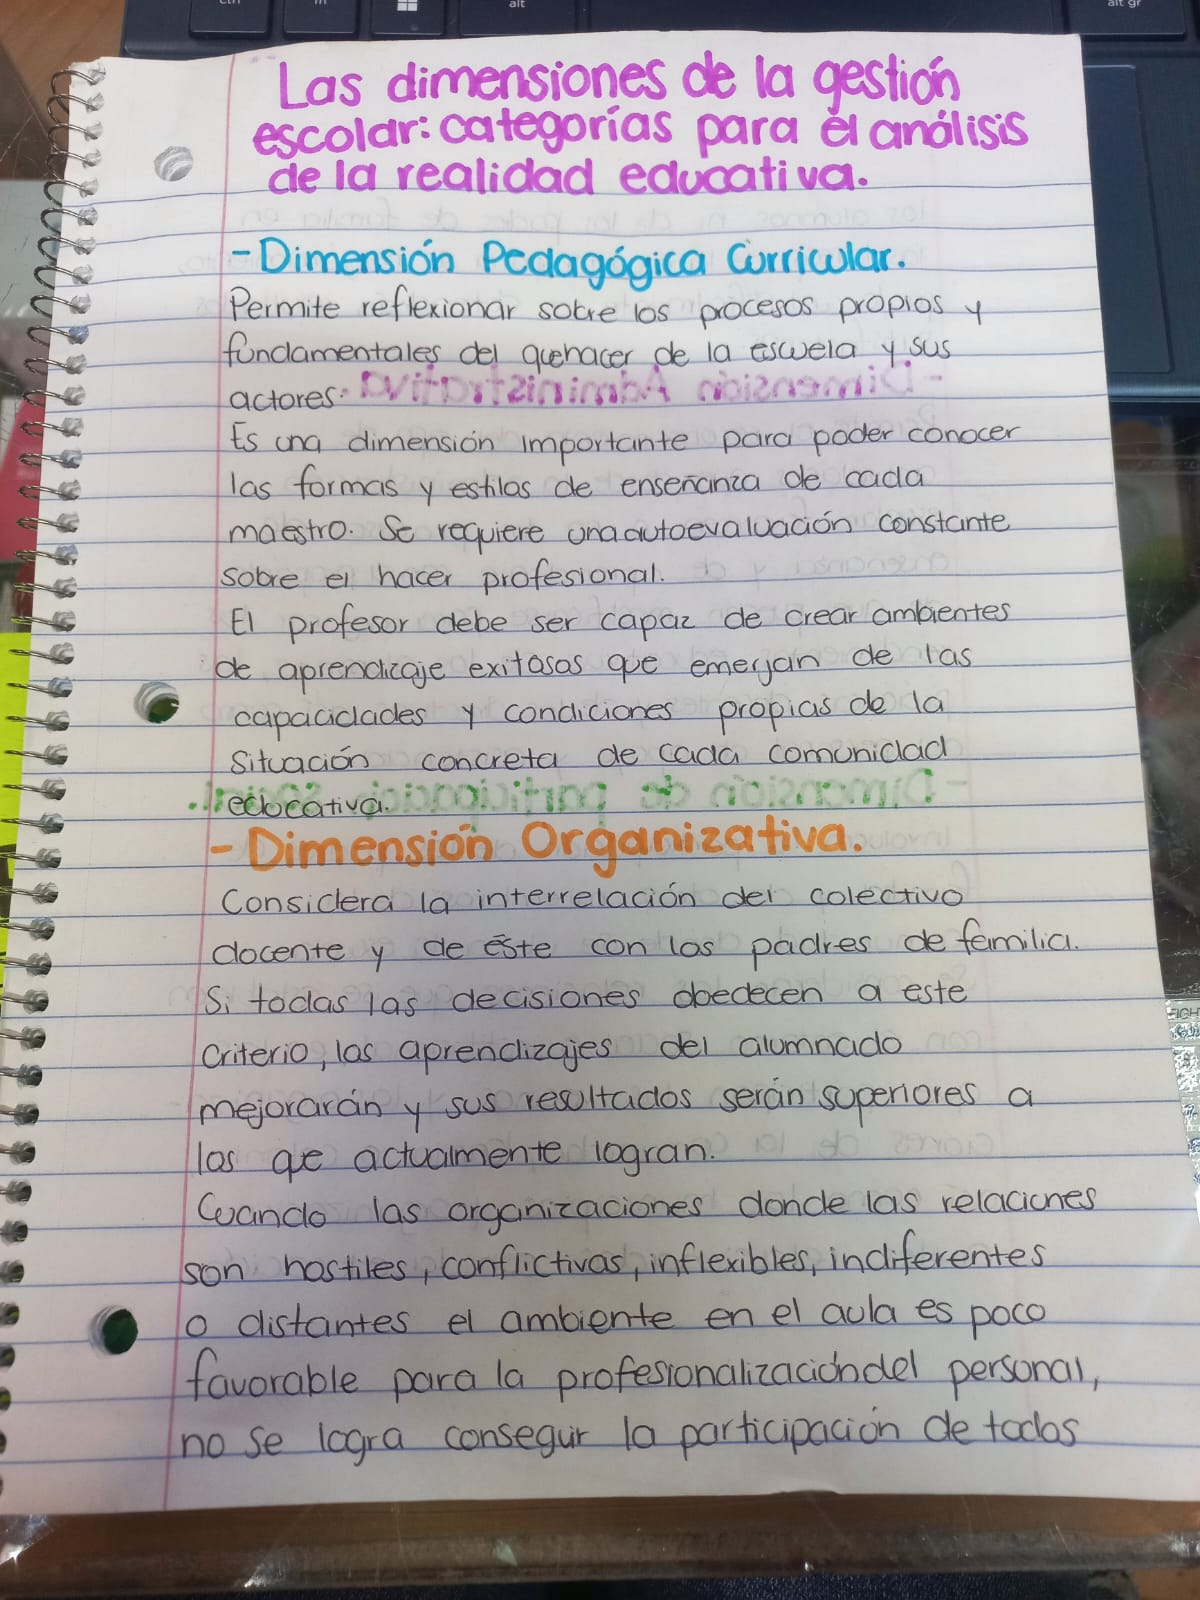 Las dimensiones de la gestión
escolar: categorías para el análisis
de la realidad educativa.
- Dimensión Pedagógica Curricular.
Permite reflexionar sobre los procesos propios y
fundamentales del quehacer de la escuela y sus
actores.
Es una dimensión importante para poder conocer
las formas y estilos de enseñanza de cada
maestro. Se requiere una autoevaluación constante
sobre el hacer profesional.
El profesor debe ser capaz de crear ambientes
de aprendizaje exitosos que emerjan de las
capacidades y condiciones propias de la
situación concreta de cada comunidad
educativa.
- Dimensión Organizativa.
Considera la interrelación del colectivo
docente y de éste con los padres de familia.
Si todas las decisiones obedecen a este
criterio, los aprendizajes del alumnado
mejorarán y sus resultados serán superiores a
los que actualmente logran.
Cuando las organizaciones donde las relaciones
son hostiles, conflictivas, inflexibles, indiferentes
o distantes el ambiente en el aula es poco
favorable para la profesionalización del personal,
no se logra conseguir la participación de todos